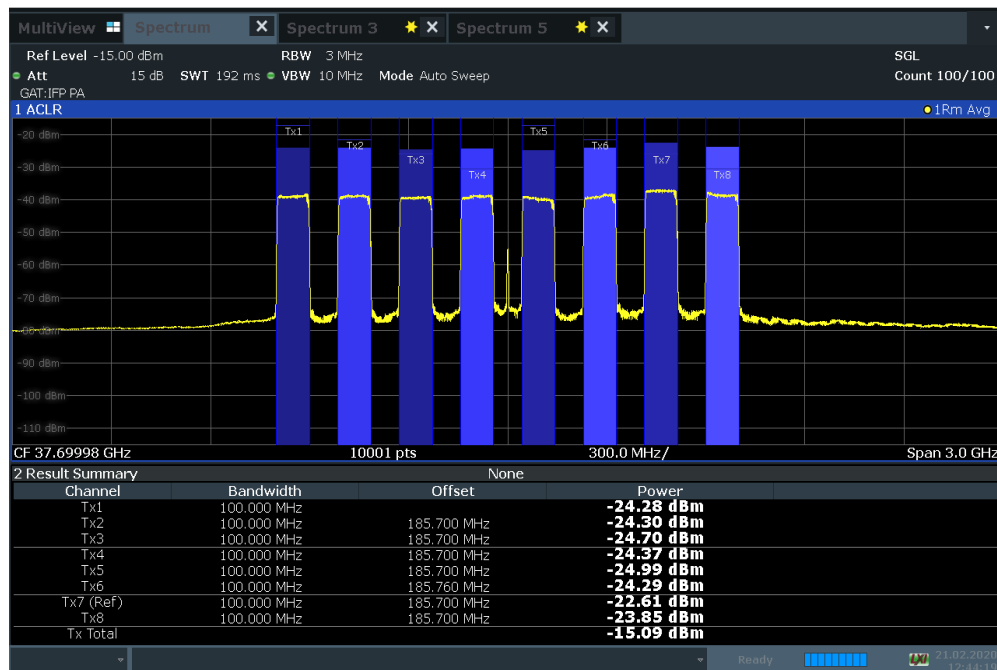 MultiView Spectrum Spectrum 3 Spectrum 5
Ref Level -15.00 dBm RBW 3 MHz SGL
Att 15 dB SWT 192 ms VBW 10 MHz Mode Auto Sweep Count 100/100
GAT:IFP PA
1 ACLR 1Rm Avg
Tx1 Tx5
-20 dBm
Tx2 Tx6
Tx3 Tx7
-30 dBm
Tx4 Tx8
-40 dBm
-50 dBm
-60 dBm
-70 dBm
-80 dBm
-90 dBm
-100 dBm
-110 dBm
CF 37.69998 GHz 10001 pts 300.0 MHz/ Span 3.0 GHz
2 Result Summary None
Channel Bandwidth Offset Power
Tx1 100.000 MHz -24.28 dBm
Tx2 100.000 MHz 185.700 MHz -24.30 dBm
Tx3 100.000 MHz 185.700 MHz -24.70 dBm
Tx4 100.000 MHz 185.700 MHz -24.37 dBm
Tx5 100.000 MHz 185.700 MHz -24.99 dBm
Tx6 100.000 MHz 185.760 MHz -24.29 dBm
Tx7 (Ref) 100.000 MHz 185.700 MHz -22.61 dBm
Tx8 100.000 MHz 185.700 MHz -23.85 dBm
Tx Total -15.09 dBm
Ready 21.02.2020
12:44:19